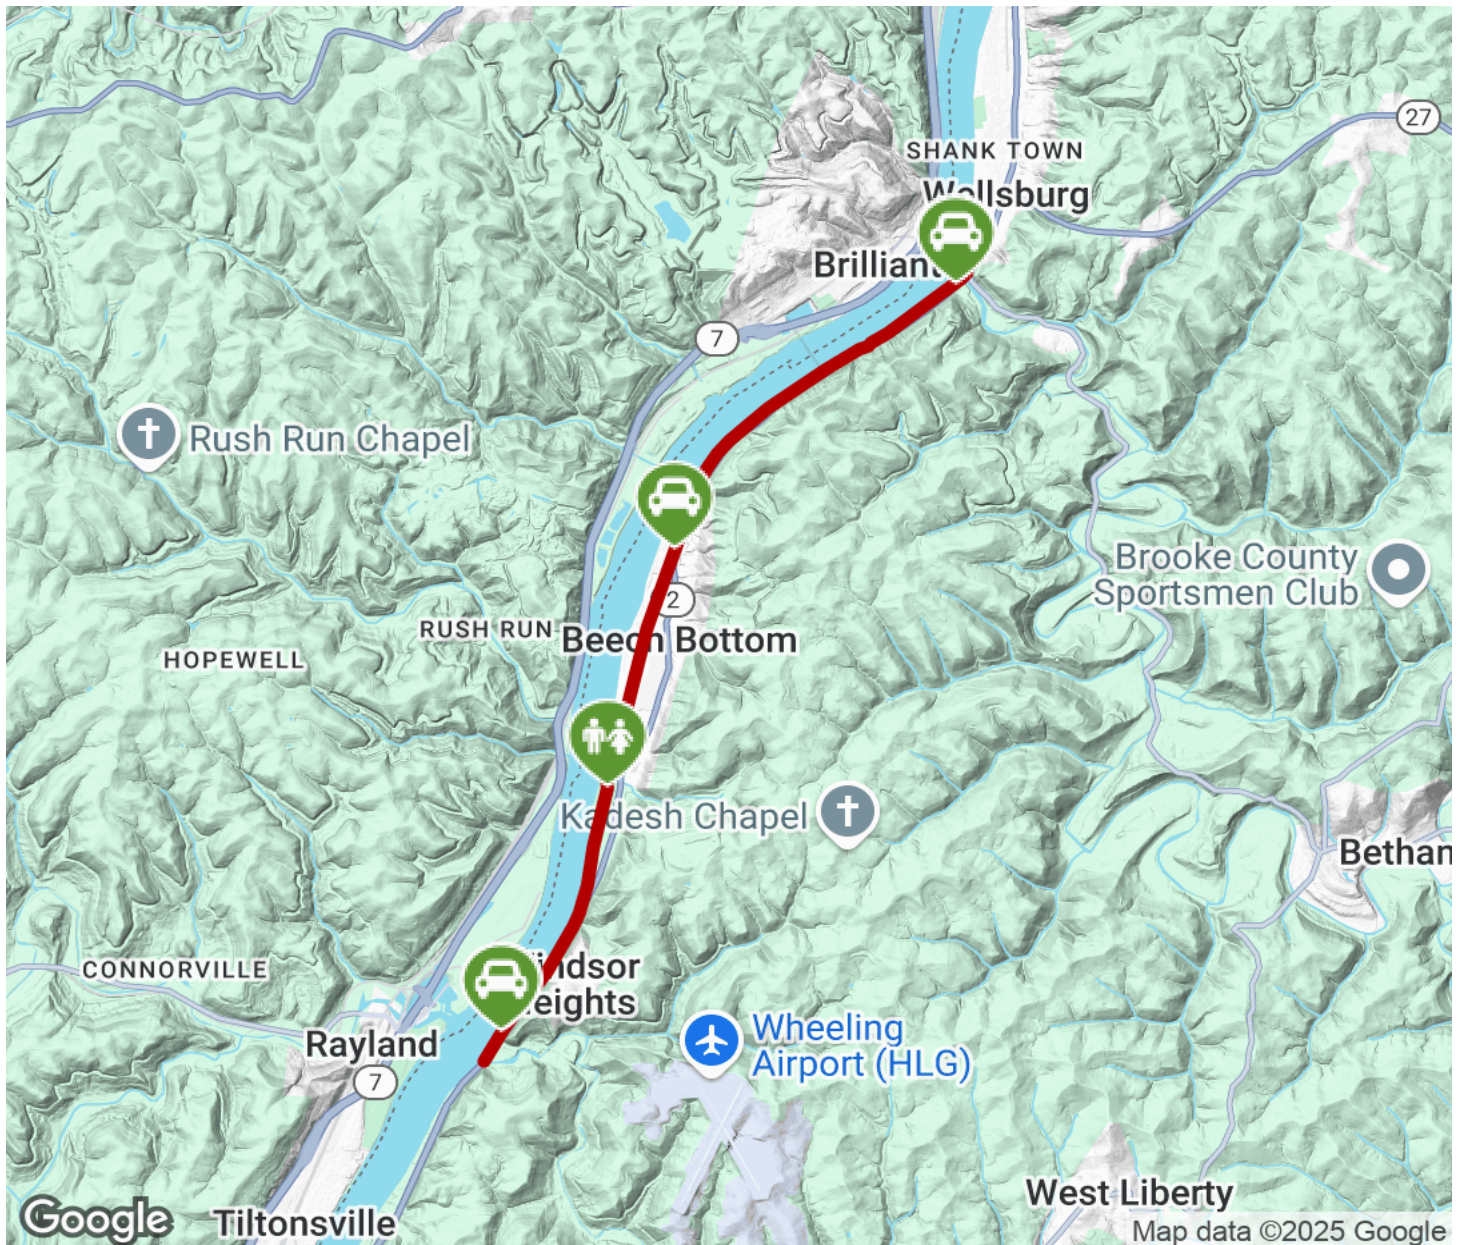 27
SHANK TOWN
Wellsburg
Brilliant
7
Rush Run Chapel
Brooke County
Sportsmen Club
2
RUSH RUN
Beech Bottom
HOPEWELL
Kadesh Chapel
Bethan
CONNORVILLE
Windsor
Heights
Wheeling
Airport (HLG)
Rayland
7
West Liberty
Google
Tiltonsville
Map data ©2025 Google